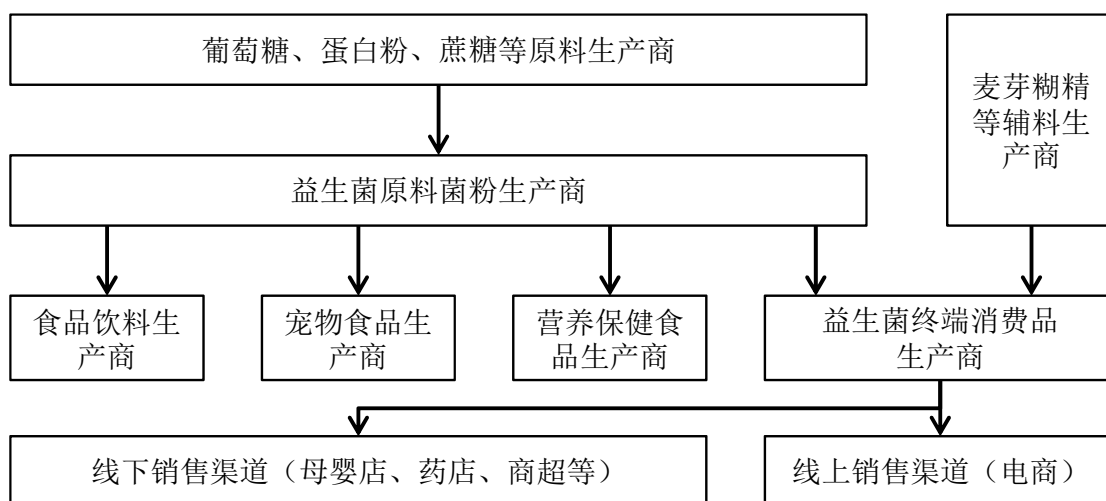 葡萄糖、蛋白粉、蔗糖等原料生产商
麦芽糊精
等辅料生
产商
益生菌原料菌粉生产商
食品饮料生
产商
宠物食品生
产商
营养保健食
品生产商
益生菌终端消费品
生产商
线下销售渠道（母婴店、药店、商超等）
线上销售渠道（电商）